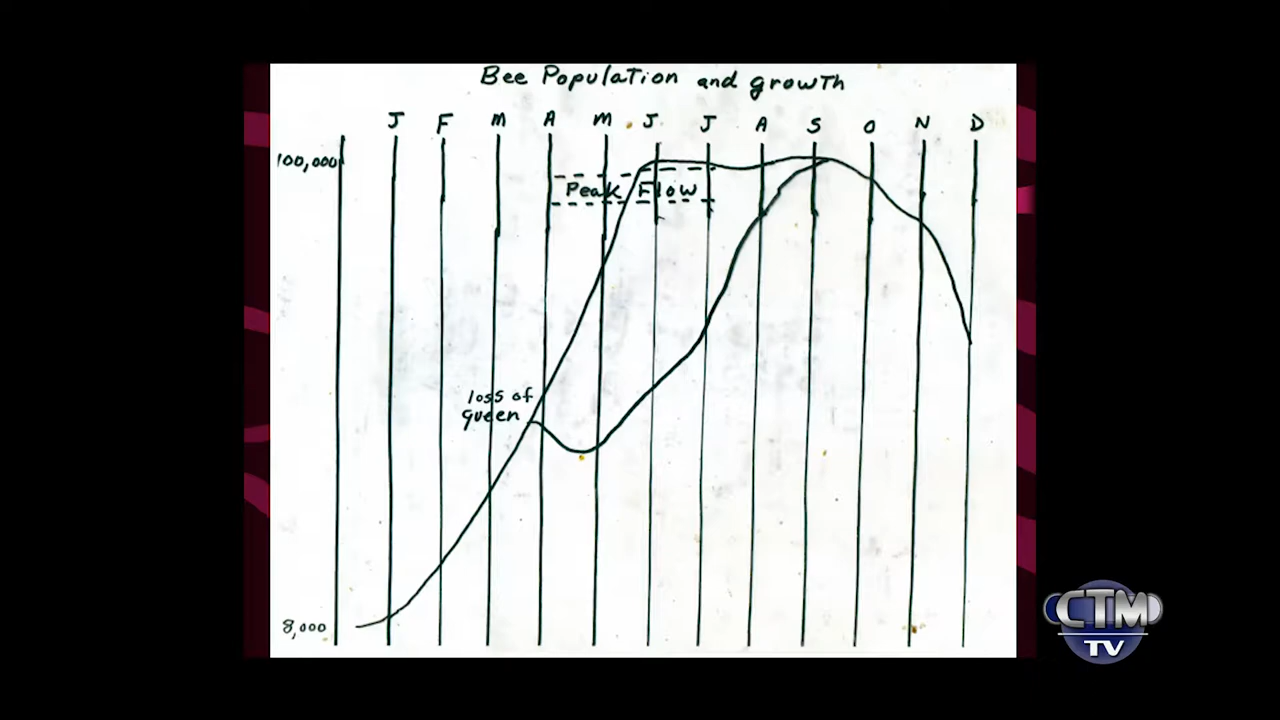 Bee Population and growth
J F M A M J J A S O N D
100,000
Peak Flow
loss of
queen
8,000
CTM
TV